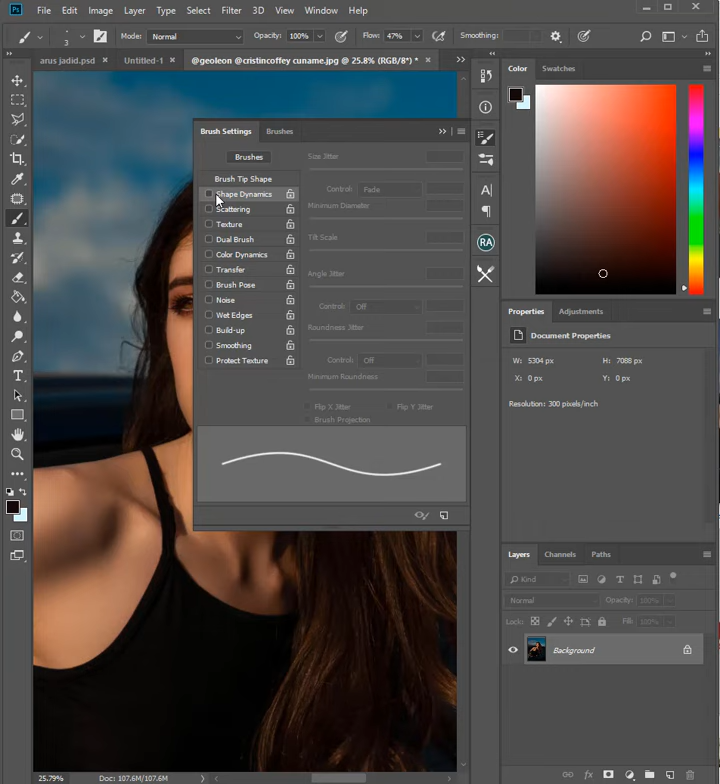 Ps File Edit Image Layer Type Select Filter 3D View Window Help
3 Mode: Normal Opacity: 100% Flow: 47% Smoothing:
arus jadid.psd × Untitled-1 × @geoleon @cristincoffey cuname.jpg @ 25.8% (RGB/8*) * ×
Color Swatches
Brush Settings Brushes
Brushes
Brush Tip Shape
Shape Dynamics
Scattering
Texture
Dual Brush
Color Dynamics
Transfer
Brush Pose
Noise
Wet Edges
Build-up
Smoothing
Protect Texture
Size Jitter
Control: Fade
Minimum Diameter
Tilt Scale
Angle Jitter
Control: Off
Roundness Jitter
Control: Off
Minimum Roundness
Flip X Jitter Flip Y Jitter
Brush Projection
A
RA
Properties Adjustments
Document Properties
W: 5304 px H: 7088 px
X: 0 px Y: 0 px
Resolution: 300 pixels/inch
Layers Channels Paths
Kind
Normal Opacity: 100%
Lock: Fill: 100%
Background
fx
T
25.79% Doc: 107.6M/107.6M